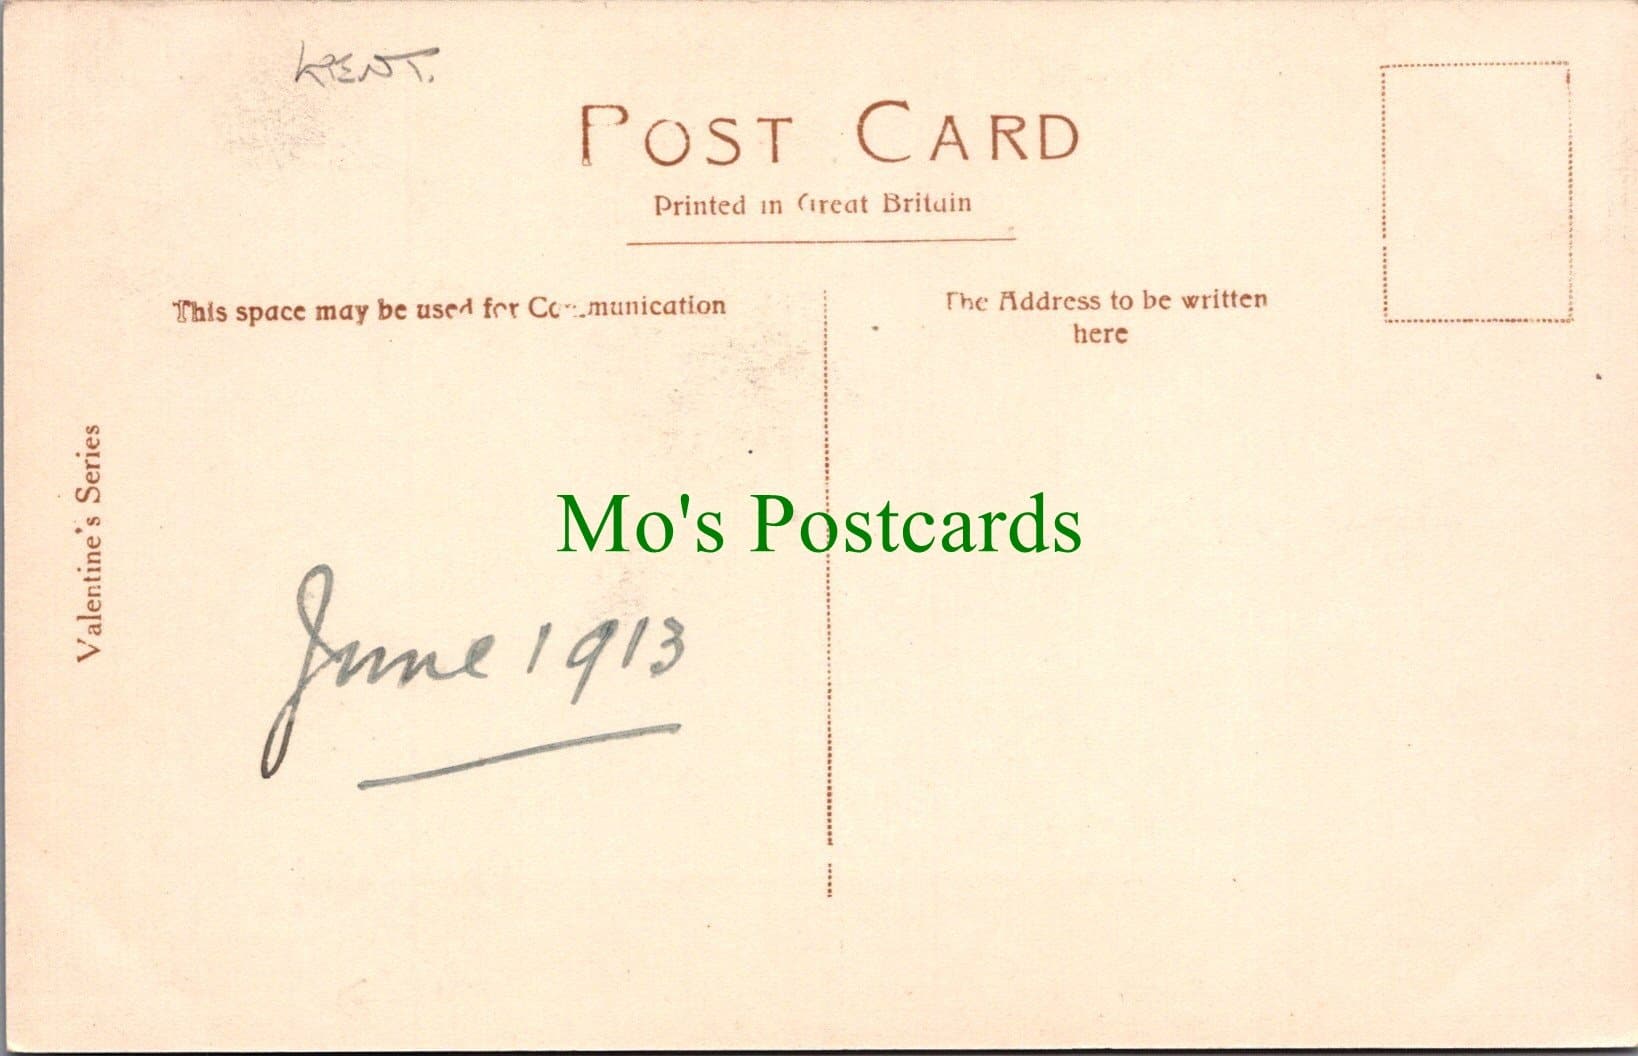 KENT.
POST CARD
Printed in Great Britain
This space may be used for Communication
The Address to be written
here
Valentine's Series
Mo's Postcards
June 1913